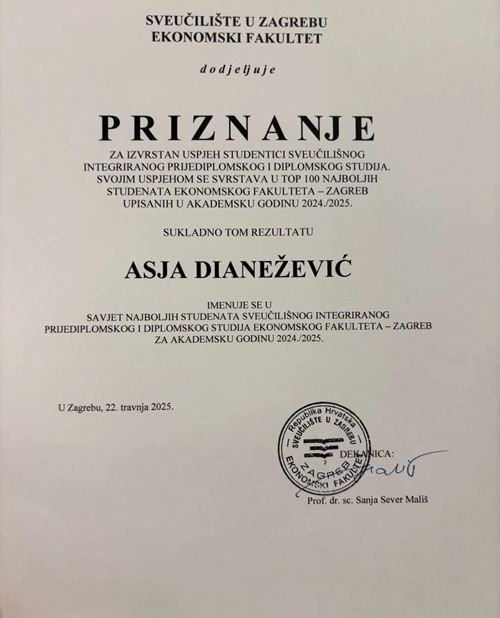 SVEUČILIŠTE U ZAGREBU
EKONOMSKI FAKULTET
dodjeljuje
PRIZNANJE
ZA IZVRSTAN USPJEH STUDENTICI SVEUČILIŠNOG
INTEGRIRANOG PRIJEDIPLOMSKOG I DIPLOMSKOG STUDIJA.
SVOJIM USPJEHOM SE SVRSTAVA U TOP 100 NAJBOLJIH
STUDENATA EKONOMSKOG FAKULTETA – ZAGREB
UPISANIH U AKADEMSKU GODINU 2024./2025.
SUKLADNO TOM REZULTATU
ASJA DIANEŽEVIĆ
IMENUJE SE U
SAVJET NAJBOLJIH STUDENATA SVEUČILIŠNOG INTEGRIRANOG
PRIJEDIPLOMSKOG I DIPLOMSKOG STUDIJA EKONOMSKOG FAKULTETA – ZAGREB
ZA AKADEMSKU GODINU 2024./2025.
U Zagrebu, 22. travnja 2025.
Republika Hrvatska
SVEUČILIŠTE U ZAGREBU
EKONOMSKI FAKULTET
7
ZAGREB
DEKANICA:
Prof. dr. sc. Sanja Sever Mališ